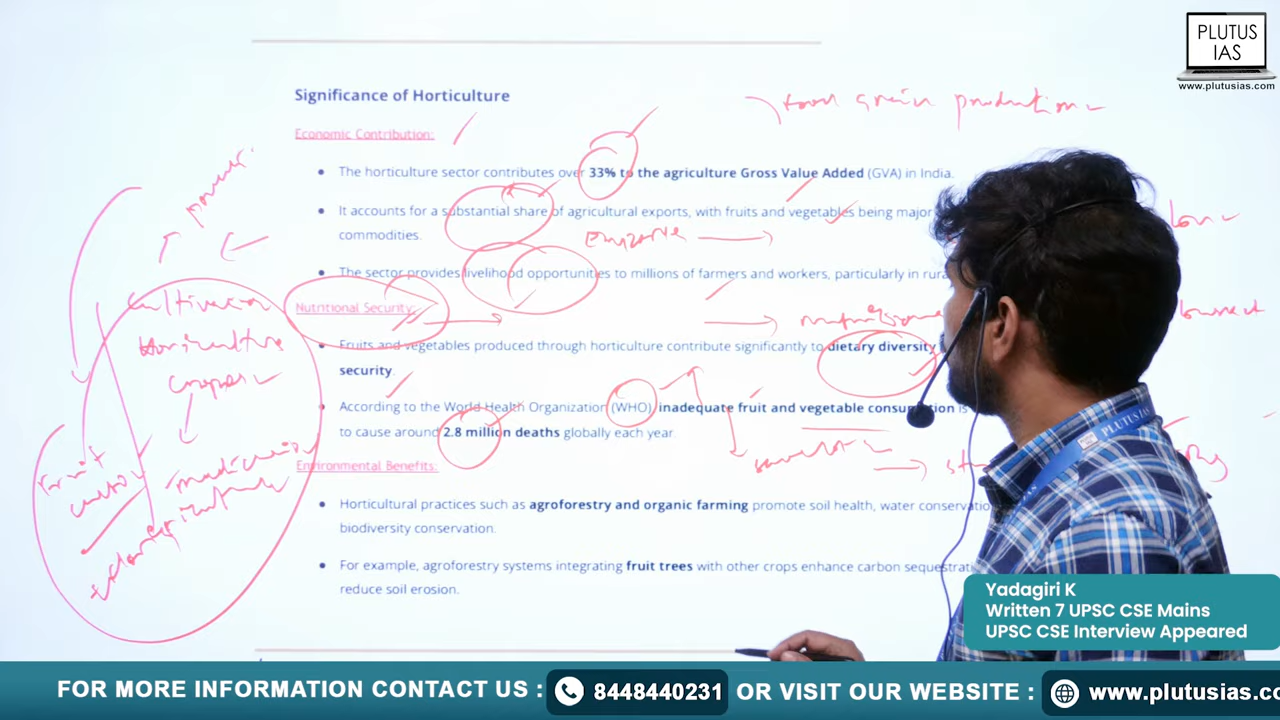 PLUTUS
IAS
www.plutusias.com
Significance of Horticulture
food grain production
Economic Contribution:
The horticulture sector contributes over 33% to the agriculture Gross Value Added (GVA) in India.
It accounts for a substantial share of agricultural exports, with fruits and vegetables being major
commodities.
The sector provides livelihood opportunities to millions of farmers and workers, particularly in rura
Nutritional Security:
Cultivation
Horticulture
crops
Fruits and vegetables produced through horticulture contribute significantly to dietary diversity
security.
According to the World Health Organization (WHO), inadequate fruit and vegetable consumption is
to cause around 2.8 million deaths globally each year.
Environmental Benefits:
Horticultural practices such as agroforestry and organic farming promote soil health, water conservatio
biodiversity conservation.
For example, agroforestry systems integrating fruit trees with other crops enhance carbon sequestrati
reduce soil erosion.
PLUTUS IAS
Yadagiri K
Written 7 UPSC CSE Mains
UPSC CSE Interview Appeared
FOR MORE INFORMATION CONTACT US : 8448440231 OR VISIT OUR WEBSITE : www.plutusias.co